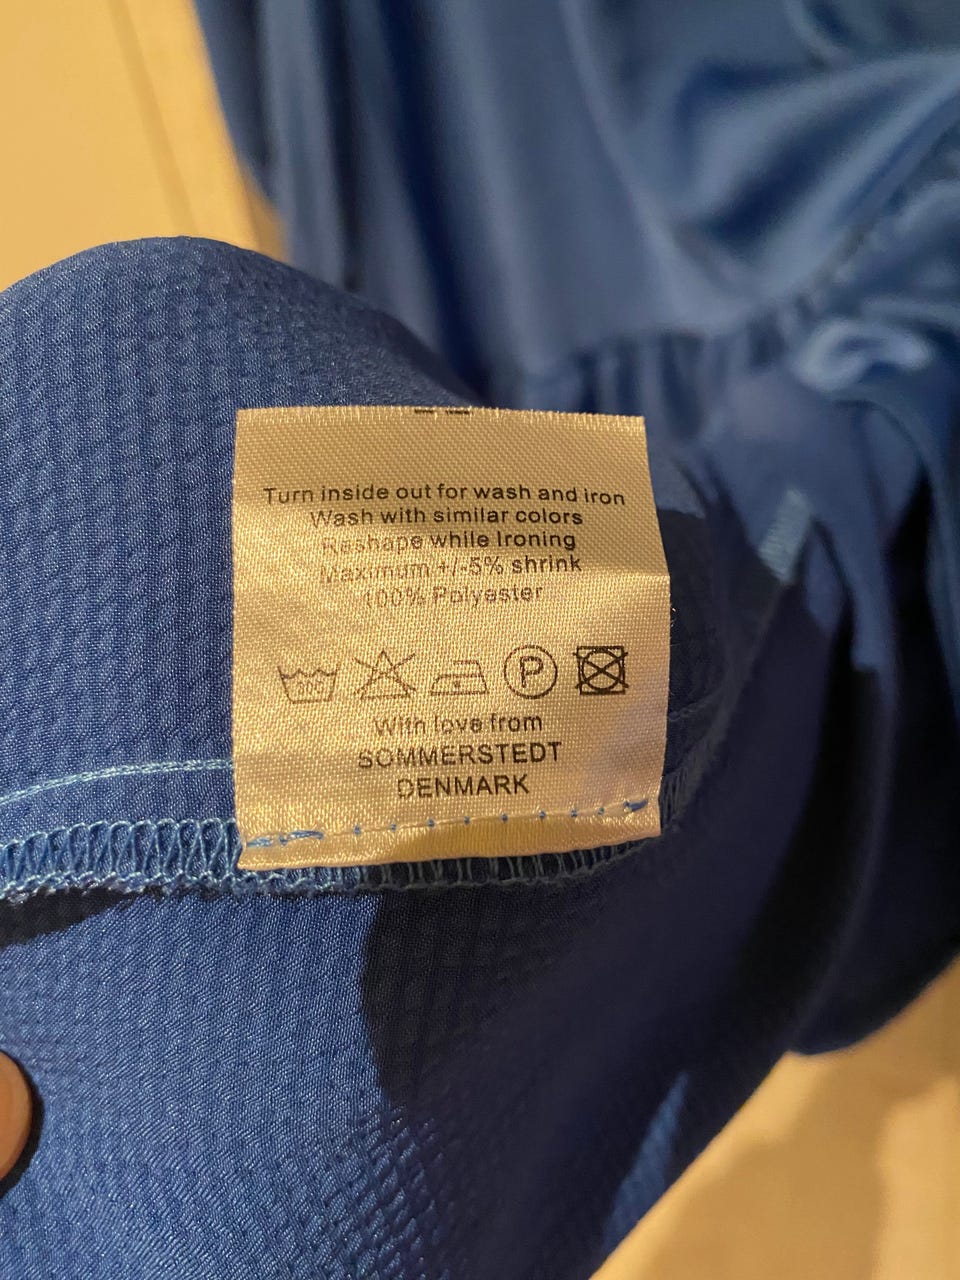 Turn inside out for wash and iron
Wash with similar colors
Reshape while Ironing
Maximum +/-5% shrink
100% Polyester
30°
P
With love from
SOMMERSTEDT
DENMARK